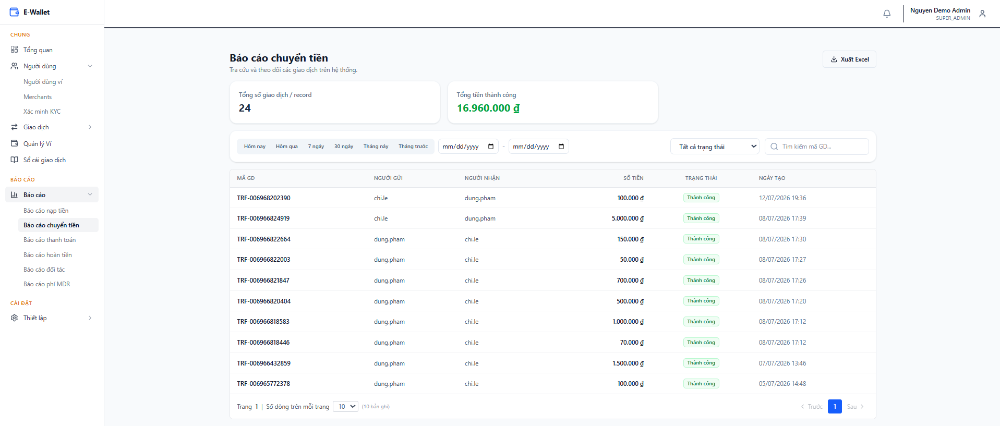 E-Wallet
Nguyen Demo Admin
SUPER_ADMIN
CHUNG
Tổng quan
Người dùng
Người dùng ví
Merchants
Xác minh KYC
Giao dịch
Quản lý Ví
Sổ cái giao dịch
BÁO CÁO
Báo cáo
Báo cáo nạp tiền
Báo cáo chuyển tiền
Báo cáo thanh toán
Báo cáo hoàn tiền
Báo cáo đối tác
Báo cáo phí MDR
CÀI ĐẶT
Thiết lập
Báo cáo chuyển tiền
Tra cứu và theo dõi các giao dịch trên hệ thống.
Xuất Excel
Tổng số giao dịch / record
24
Tổng tiền thành công
16.960.000 ₫
Hôm nay Hôm qua 7 ngày 30 ngày Tháng này Tháng trước mm/dd/yyyy - mm/dd/yyyy Tất cả trạng thái Tìm kiếm mã GD...
MÃ GD NGƯỜI GỬI NGƯỜI NHẬN SỐ TIỀN TRẠNG THÁI NGÀY TẠO
TRF-006968202390 chi.le dung.pham 100.000 ₫ Thành công 12/07/2026 19:36
TRF-006966824919 chi.le dung.pham 5.000.000 ₫ Thành công 08/07/2026 17:39
TRF-006966822664 dung.pham chi.le 150.000 ₫ Thành công 08/07/2026 17:30
TRF-006966822003 dung.pham chi.le 50.000 ₫ Thành công 08/07/2026 17:27
TRF-006966821847 dung.pham chi.le 700.000 ₫ Thành công 08/07/2026 17:26
TRF-006966820404 dung.pham chi.le 500.000 ₫ Thành công 08/07/2026 17:20
TRF-006966818583 dung.pham chi.le 1.000.000 ₫ Thành công 08/07/2026 17:12
TRF-006966818446 dung.pham chi.le 70.000 ₫ Thành công 08/07/2026 17:12
TRF-006966432859 dung.pham chi.le 1.500.000 ₫ Thành công 07/07/2026 13:46
TRF-006965772378 dung.pham chi.le 100.000 ₫ Thành công 05/07/2026 14:48
Trang 1 | Số dòng trên mỗi trang 10 (10 bản ghi) Trước 1 Sau